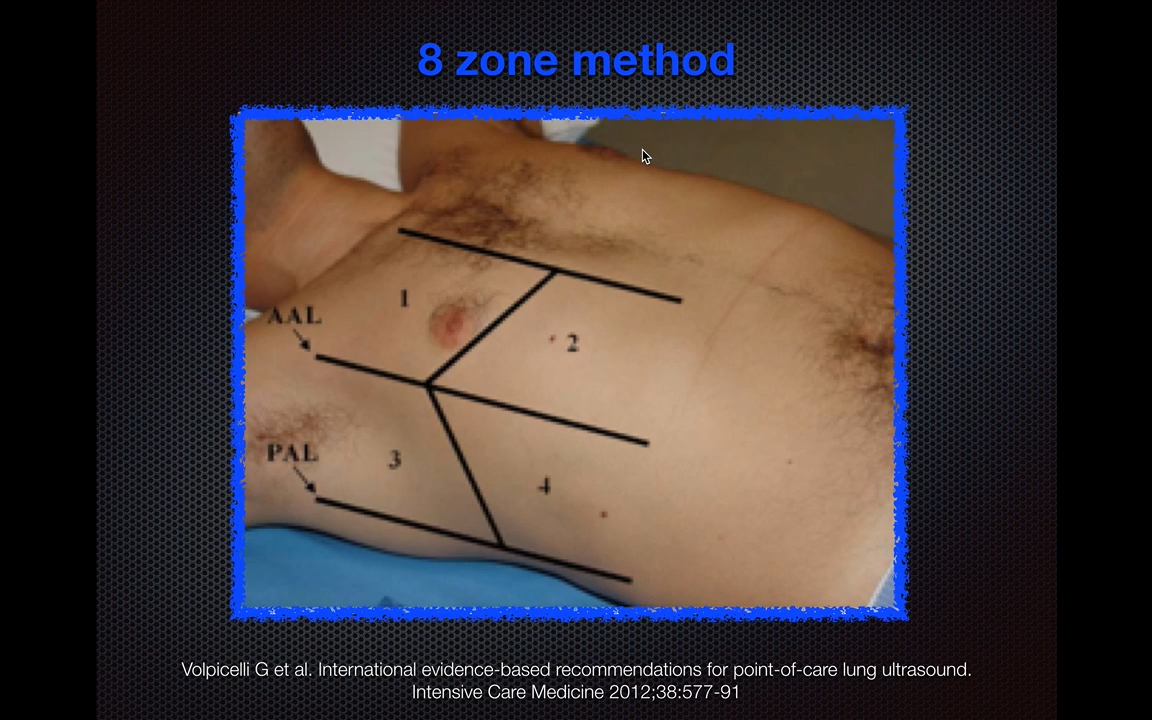 8 zone method
1
AAL
2
PAL
3
4
Volpicelli G et al. International evidence-based recommendations for point-of-care lung ultrasound.
Intensive Care Medicine 2012;38:577-91